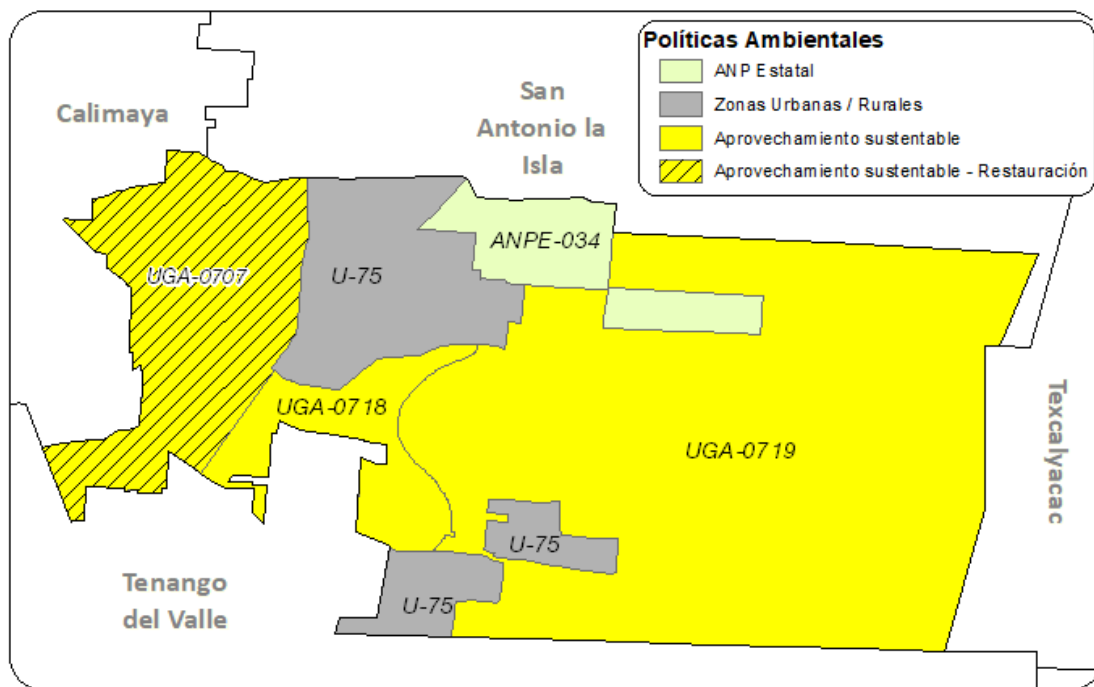 Políticas Ambientales
ANP Estatal
Zonas Urbanas / Rurales
Aprovechamiento sustentable
Aprovechamiento sustentable - Restauración
Calimaya
San
Antonio la
Isla
ANPE-034
UGA-0707
U-75
UGA-0718
UGA-0719
Texcalyacac
U-75
Tenango
del Valle
U-75